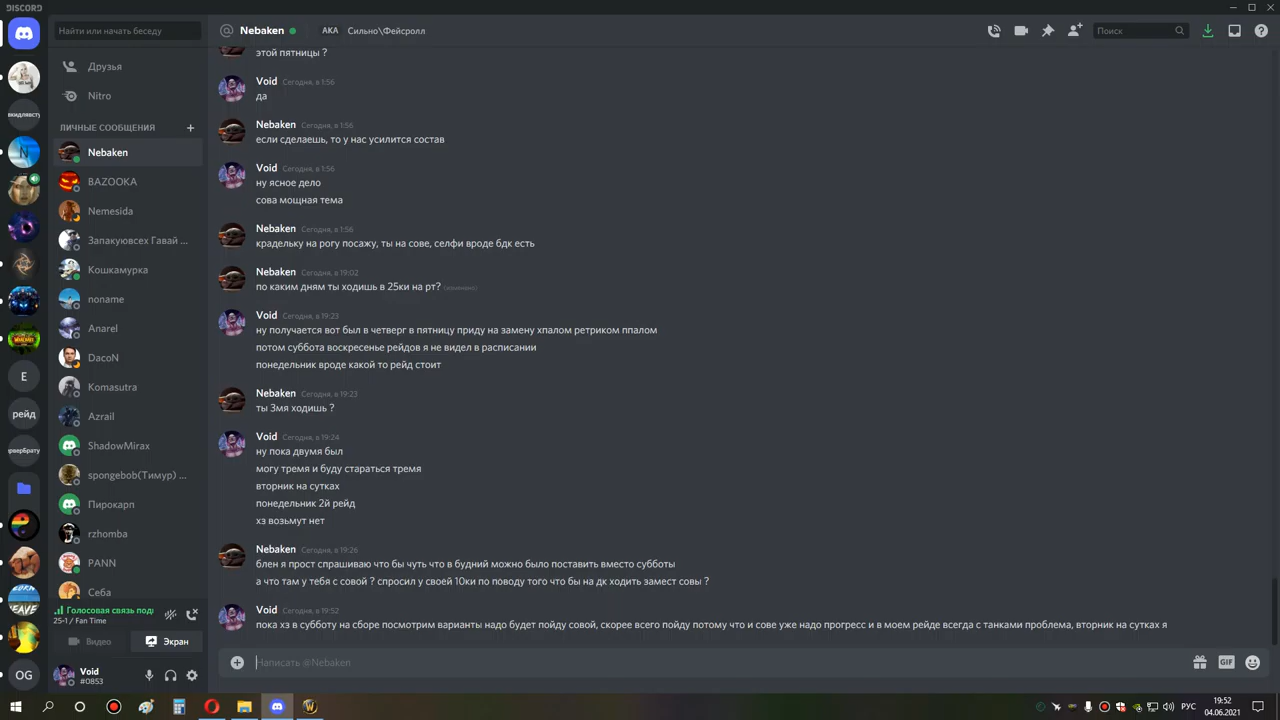 DISCORD
Найти или начать беседу
@ Nebaken AKA Сильно\Фейсролл
Поиск
Друзья
Nitro
ЛИЧНЫЕ СООБЩЕНИЯ
Nebaken
BAZOOKA
Nemesida
Запакуювсех Гавай ...
Кошкамурка
noname
Anarel
DacoN
Komasutra
Azrail
ShadowMirax
spongebob(Тимур) ...
Пирокарп
rzhomba
PANN
Себа
E
рейд
OG
Голосовая связь под
25-1 / Fan Time
Видео
Экран
Void
#0853
этой пятницы ?
Void Сегодня, в 1:56
да
Nebaken Сегодня, в 1:56
если сделаешь, то у нас усилится состав
Void Сегодня, в 1:56
ну ясное дело
сова мощная тема
Nebaken Сегодня, в 1:56
крадельку на рогу посажу, ты на сове, селфи вроде бдк есть
Nebaken Сегодня, в 19:02
по каким дням ты ходишь в 25ки на рт? (изменено)
Void Сегодня, в 19:23
ну получается вот был в четверг в пятницу приду на замену хпалом ретриком ппалом
потом суббота воскресенье рейдов я не видел в расписании
понедельник вроде какой то рейд стоит
Nebaken Сегодня, в 19:23
ты 3мя ходишь ?
Void Сегодня, в 19:24
ну пока двумя был
могу тремя и буду стараться тремя
вторник на сутках
понедельник 2й рейд
хз возьмут нет
Nebaken Сегодня, в 19:26
блен я прост спрашиваю что бы чуть что в будний можно было поставить вместо субботы
а что там у тебя с совой ? спросил у своей 10ки по поводу того что бы на дк ходить замест совы ?
Void Сегодня, в 19:52
пока хз в субботу на сборе посмотрим варианты надо будет пойду совой, скорее всего пойду потому что и сове уже надо прогресс и в моем рейде всегда с танками проблема, вторник на сутках я
Написать @Nebaken
GIF
РУС
19:52
04.06.2021